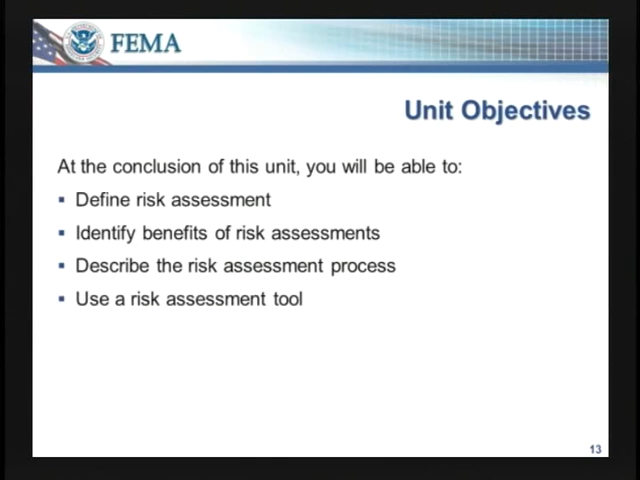 FEMA
Unit Objectives
At the conclusion of this unit, you will be able to:
▪ Define risk assessment
▪ Identify benefits of risk assessments
▪ Describe the risk assessment process
▪ Use a risk assessment tool
13